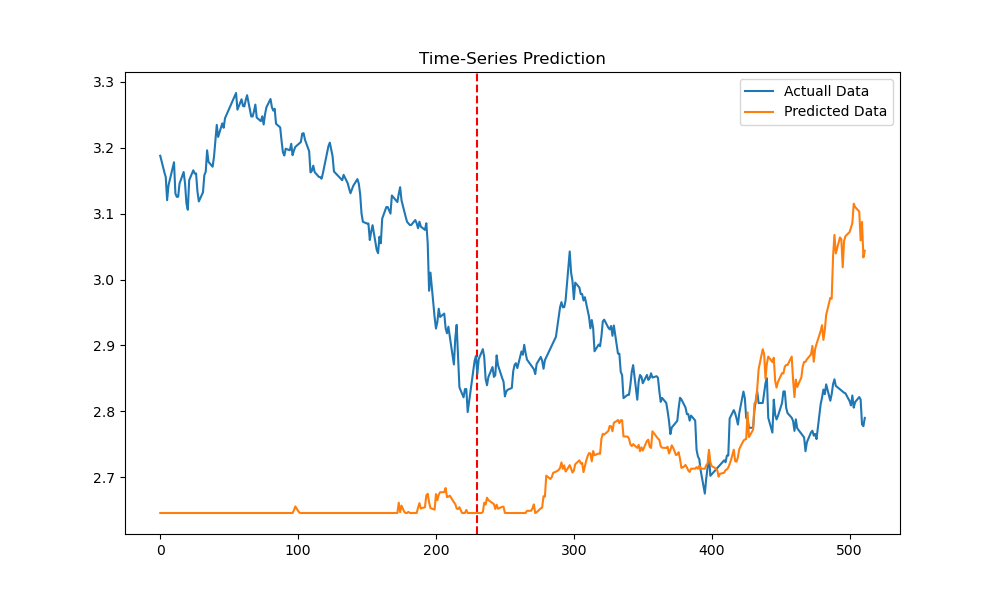 Time-Series Prediction
Actuall Data
Predicted Data
3.3
3.2
3.1
3.0
2.9
2.8
2.7
0 100 200 300 400 500